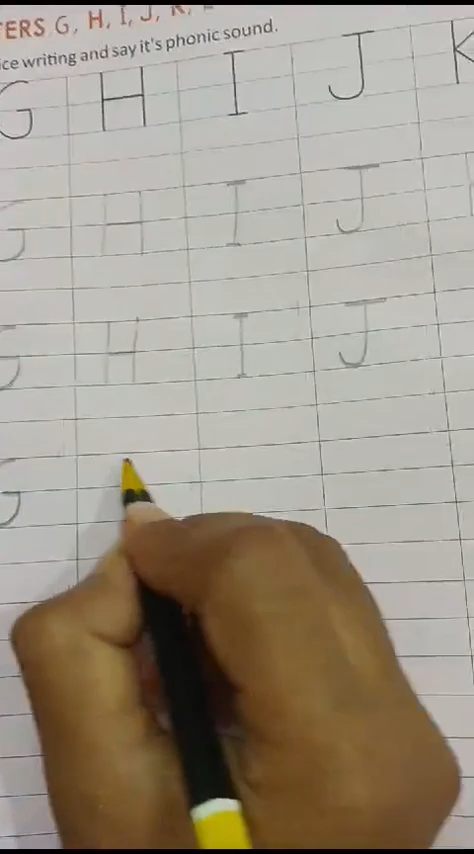 ERS G, H, I, J, K,
ce writing and say it's phonic sound.
G H I J K
G H I J
G H I J
G